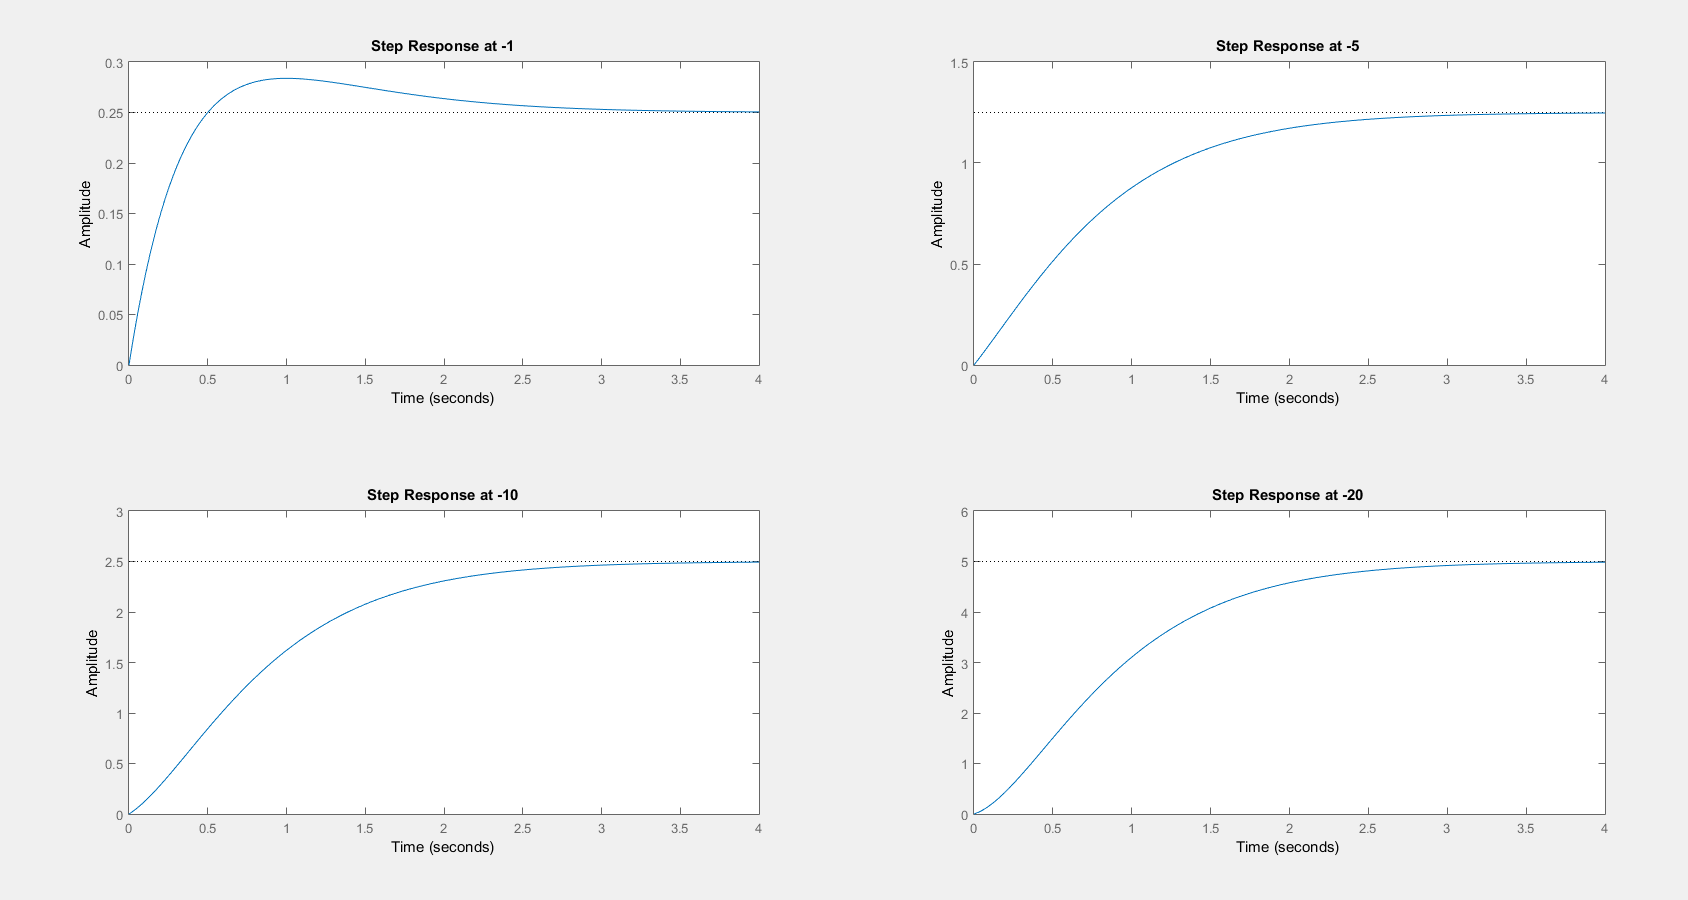 Step Response at -1
0.3
0.25
0.2
0.15
0.1
0.05
0
Amplitude
0 0.5 1 1.5 2 2.5 3 3.5 4
Time (seconds)
Step Response at -5
1.5
1
0.5
0
Amplitude
0 0.5 1 1.5 2 2.5 3 3.5 4
Time (seconds)
Step Response at -10
3
2.5
2
1.5
1
0.5
0
Amplitude
0 0.5 1 1.5 2 2.5 3 3.5 4
Time (seconds)
Step Response at -20
6
5
4
3
2
1
0
Amplitude
0 0.5 1 1.5 2 2.5 3 3.5 4
Time (seconds)